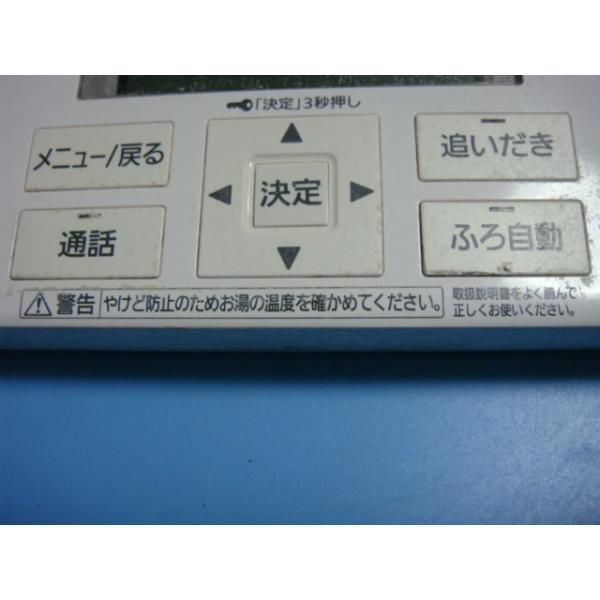 「決定」3秒押し
メニュー/戻る
追いだき
決定
通話
ふろ自動
警告 やけど防止のためお湯の温度を確かめてください。
取扱説明書をよく読んで
正しくお使いください。